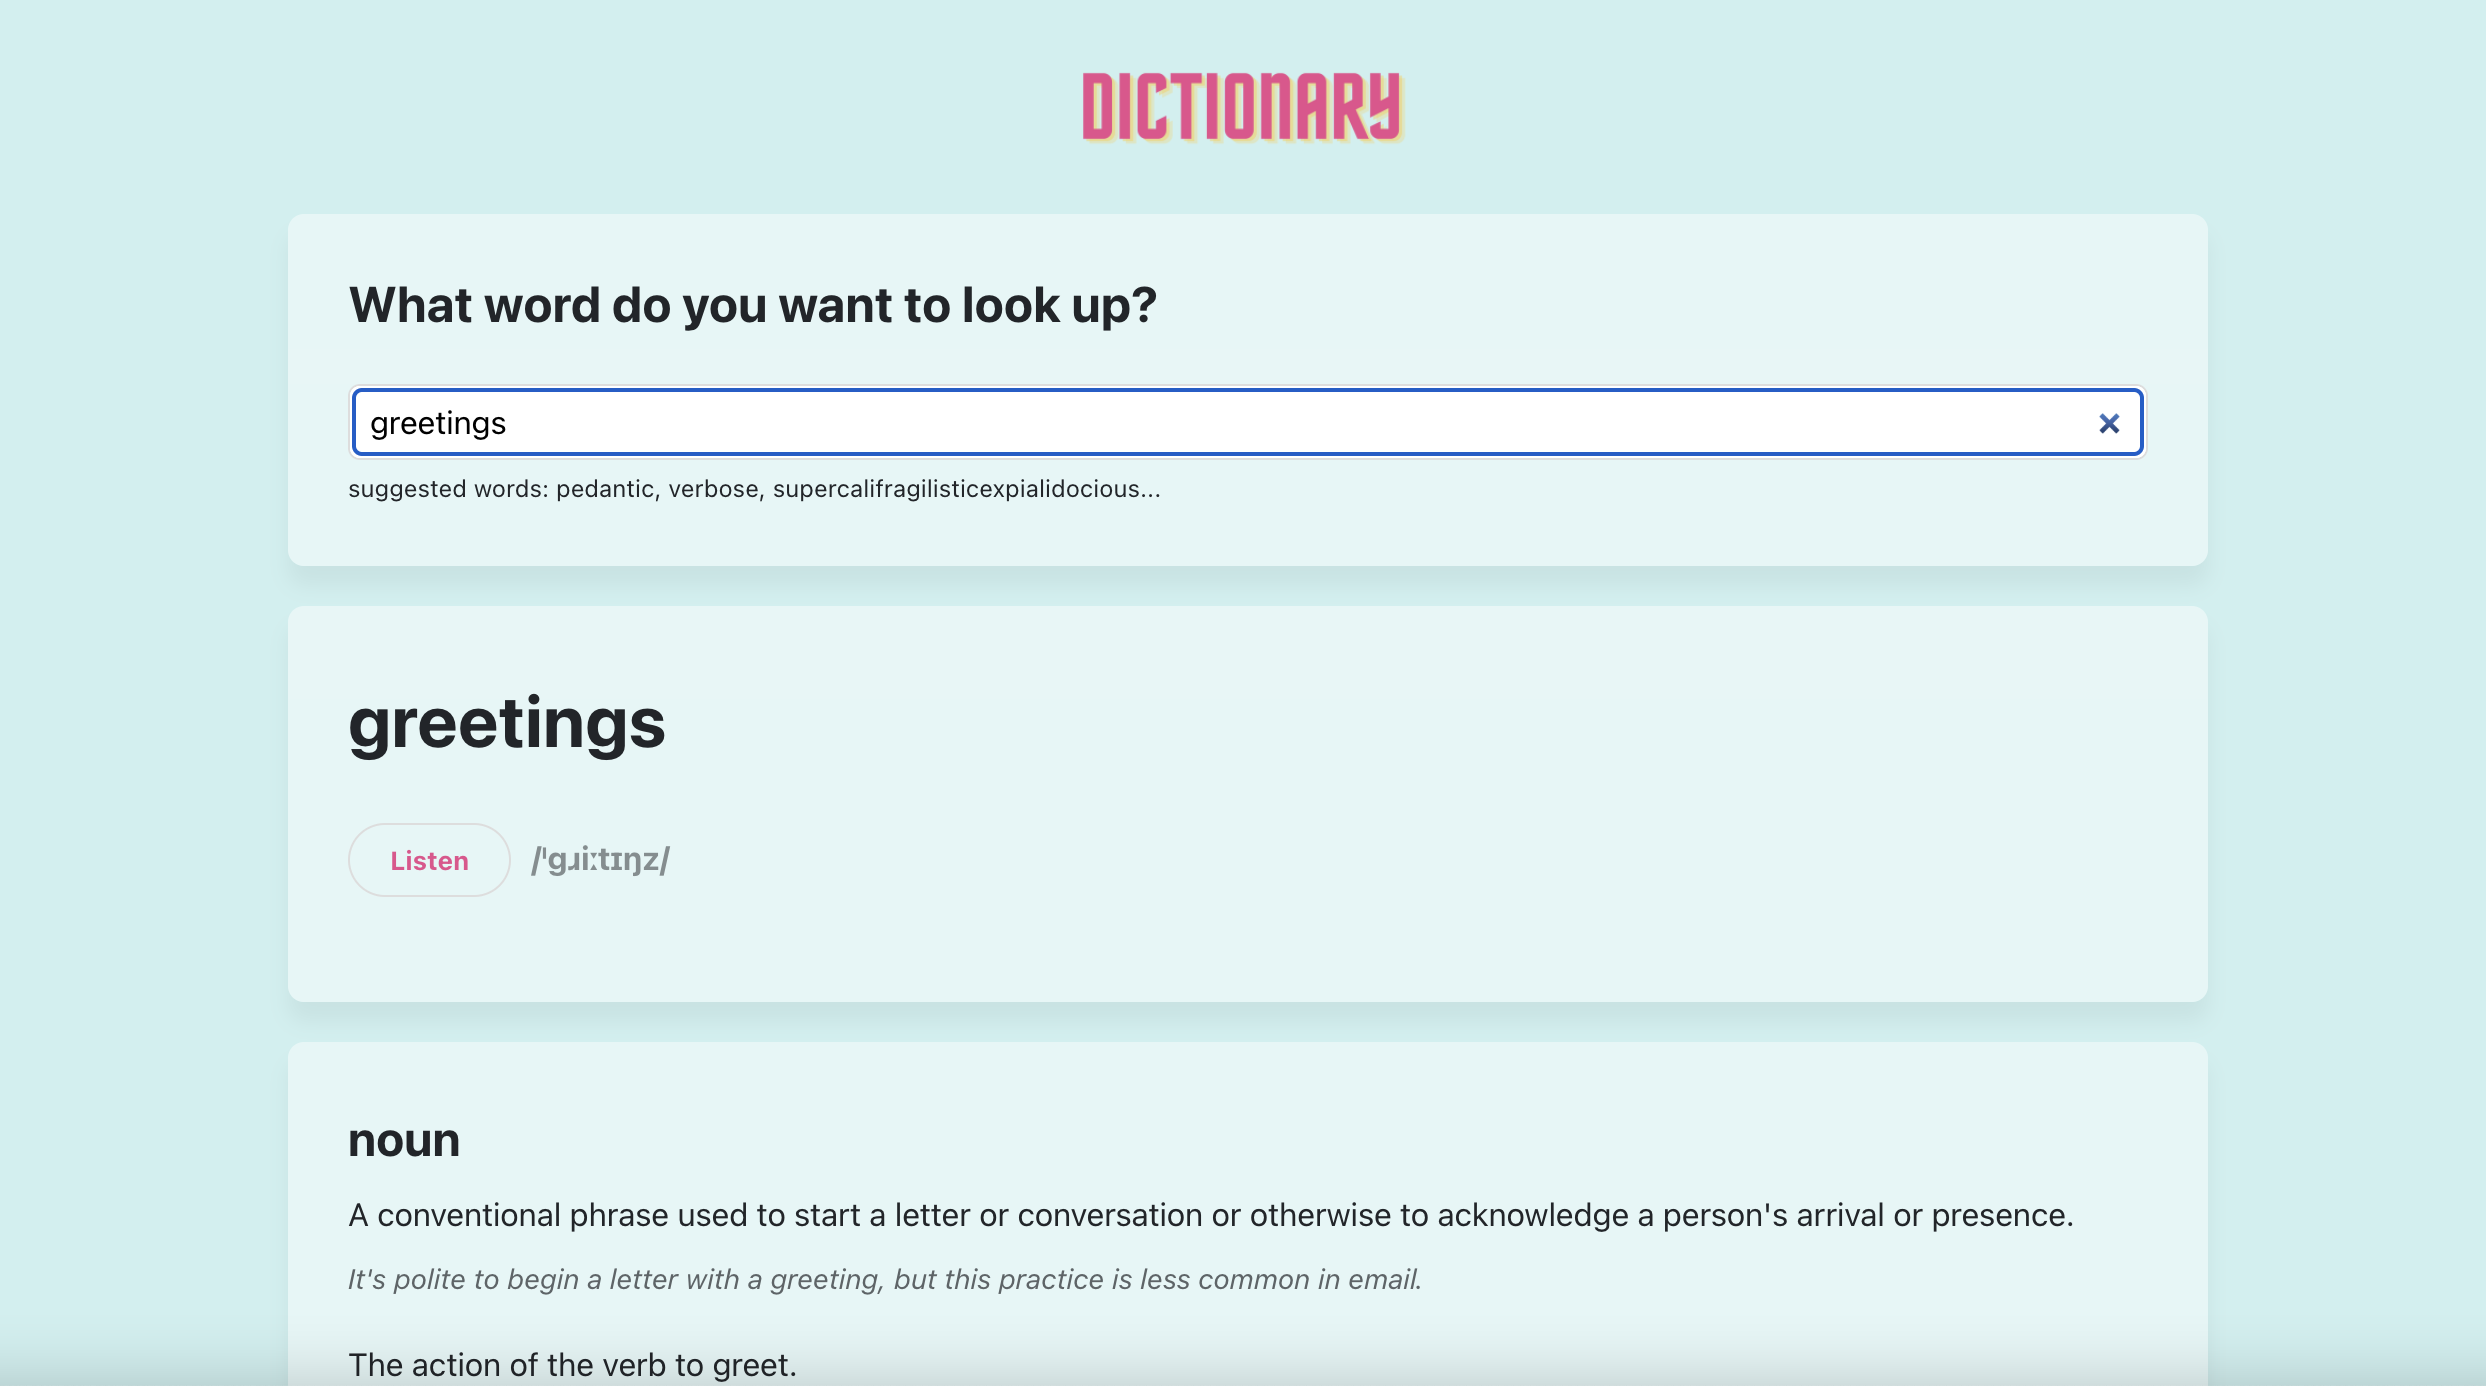 DICTIONARY
What word do you want to look up?
greetings
suggested words: pedantic, verbose, supercalifragilisticexpialidocious...
greetings
Listen /ˈɡɹiːtɪŋz/
noun
A conventional phrase used to start a letter or conversation or otherwise to acknowledge a person's arrival or presence.
It's polite to begin a letter with a greeting, but this practice is less common in email.
The action of the verb to greet.